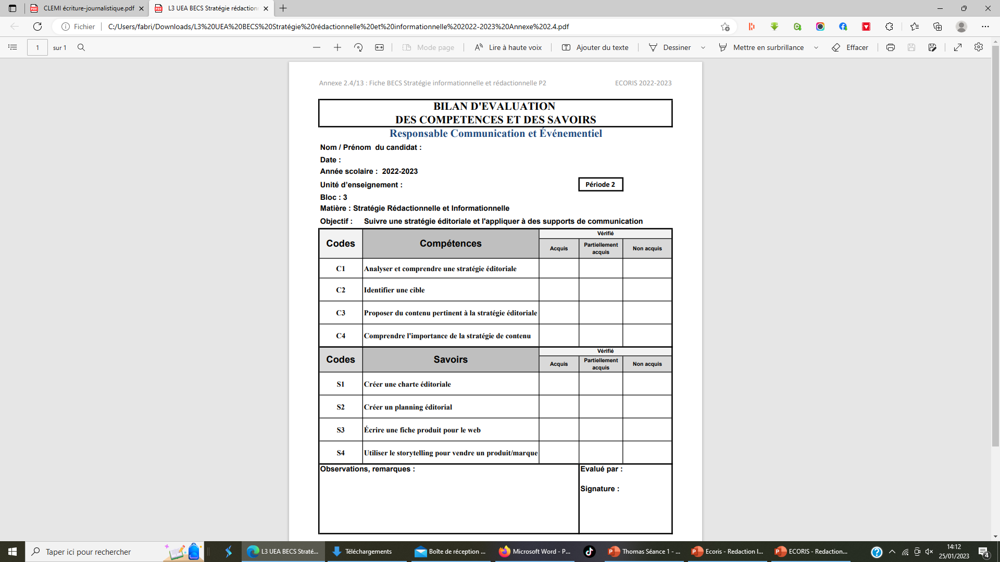 CLEMI écriture-journalistique.pdf
L3 UEA BECS Stratégie rédaction
Fichier
C:/Users/fabri/Downloads/L3%20UEA%20BECS%20Stratégie%20rédactionnelle%20et%20informationnelle%202022-2023%20Annexe%202.4.pdf
1 sur 1
Mode page
Lire à haute voix
Ajouter du texte
Dessiner
Mettre en surbrillance
Effacer
Annexe 2.4/13 : Fiche BECS Stratégie informationnelle et rédactionnelle P2 ECORIS 2022-2023
BILAN D'EVALUATION
DES COMPETENCES ET DES SAVOIRS
Responsable Communication et Événementiel
Nom / Prénom du candidat :
Date :
Année scolaire : 2022-2023
Unité d’enseignement :
Période 2
Bloc : 3
Matière : Stratégie Rédactionnelle et Informationnelle
Objectif : Suivre une stratégie éditoriale et l'appliquer à des supports de communication
Codes Compétences Vérifié
Acquis Partiellement acquis Non acquis
C1 Analyser et comprendre une stratégie éditoriale
C2 Identifier une cible
C3 Proposer du contenu pertinent à la stratégie éditoriale
C4 Comprendre l'importance de la stratégie de contenu
Codes Savoirs Vérifié
Acquis Partiellement acquis Non acquis
S1 Créer une charte éditoriale
S2 Créer un planning éditorial
S3 Écrire une fiche produit pour le web
S4 Utiliser le storytelling pour vendre un produit/marque
Observations, remarques : Evalué par :
Signature :
Taper ici pour rechercher
L3 UEA BECS Straté...
Téléchargements
Boîte de réception ...
Microsoft Word - P...
Thomas Séance 1 - ...
Ecoris - Redaction I...
ECORIS - Redaction...
14:12
25/01/2023
4